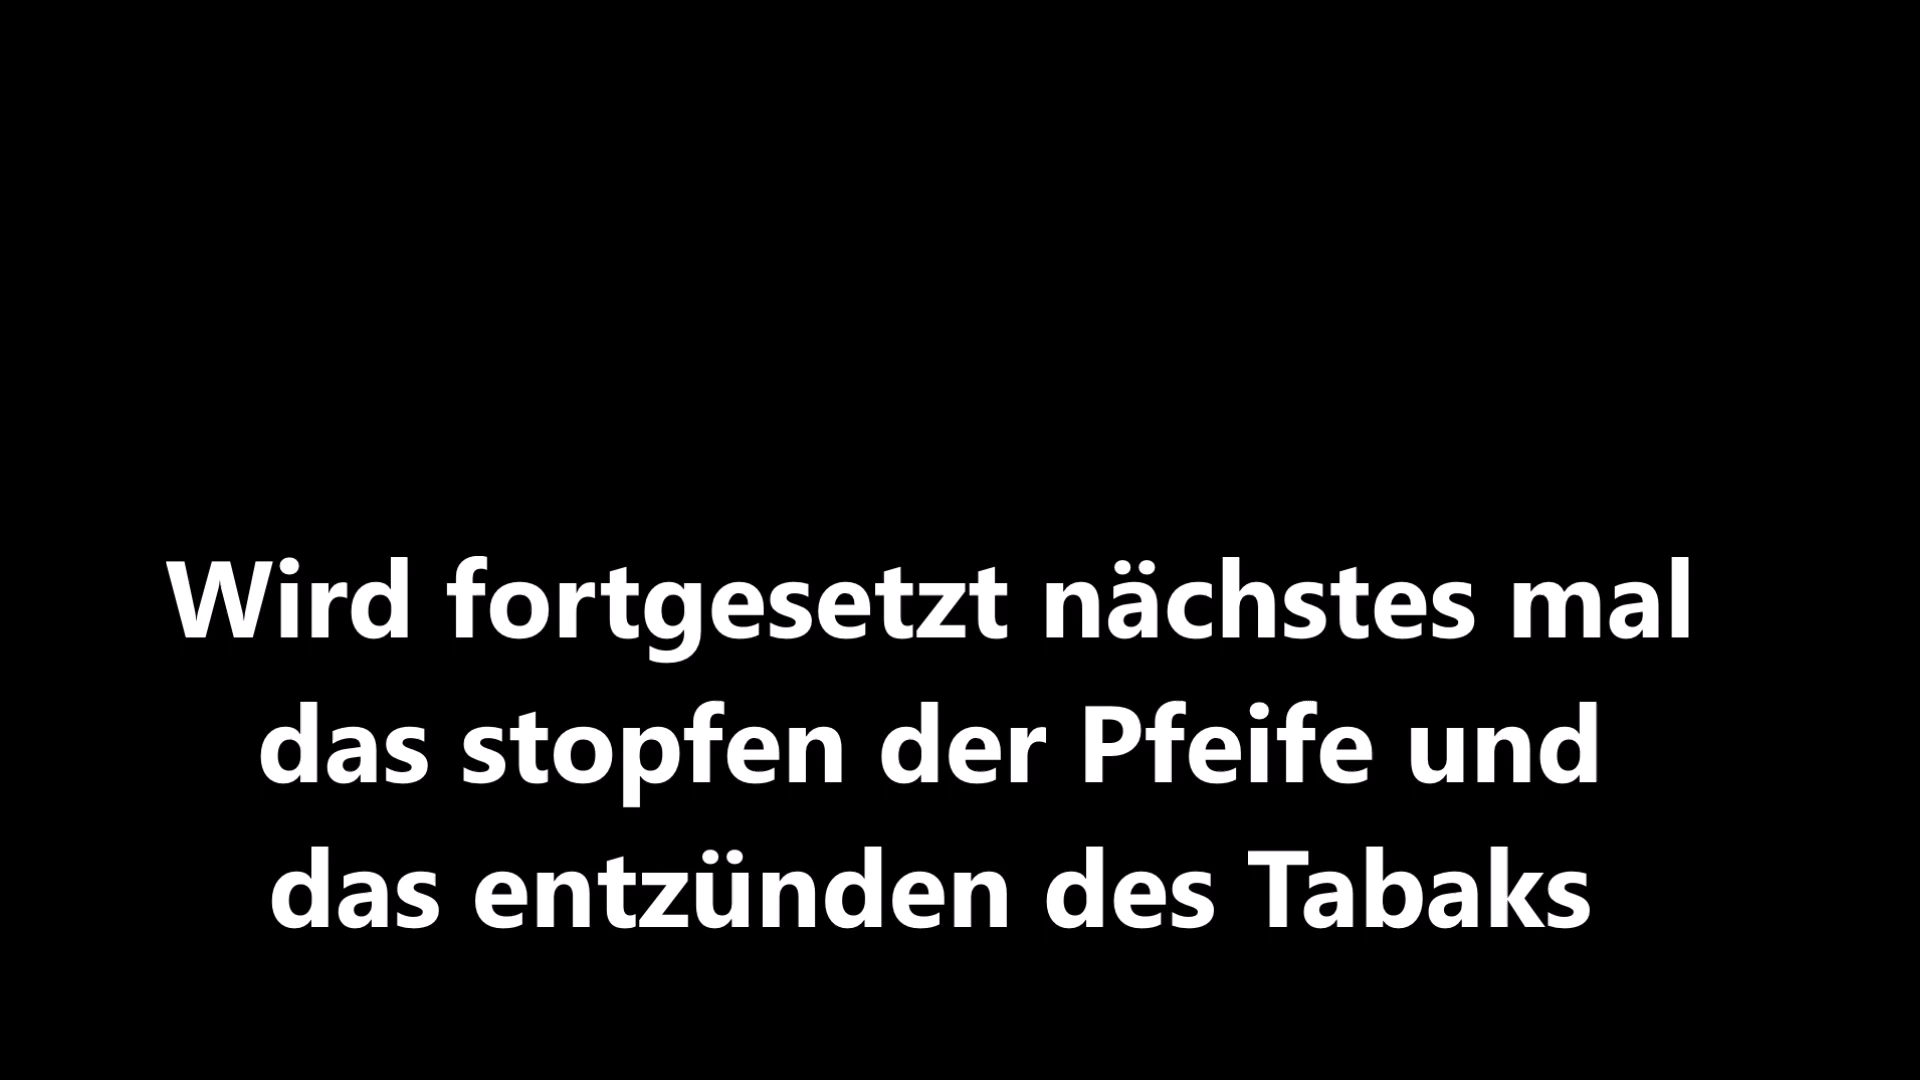 Wird fortgesetzt nächstes mal
das stopfen der Pfeife und
das entzünden des Tabaks